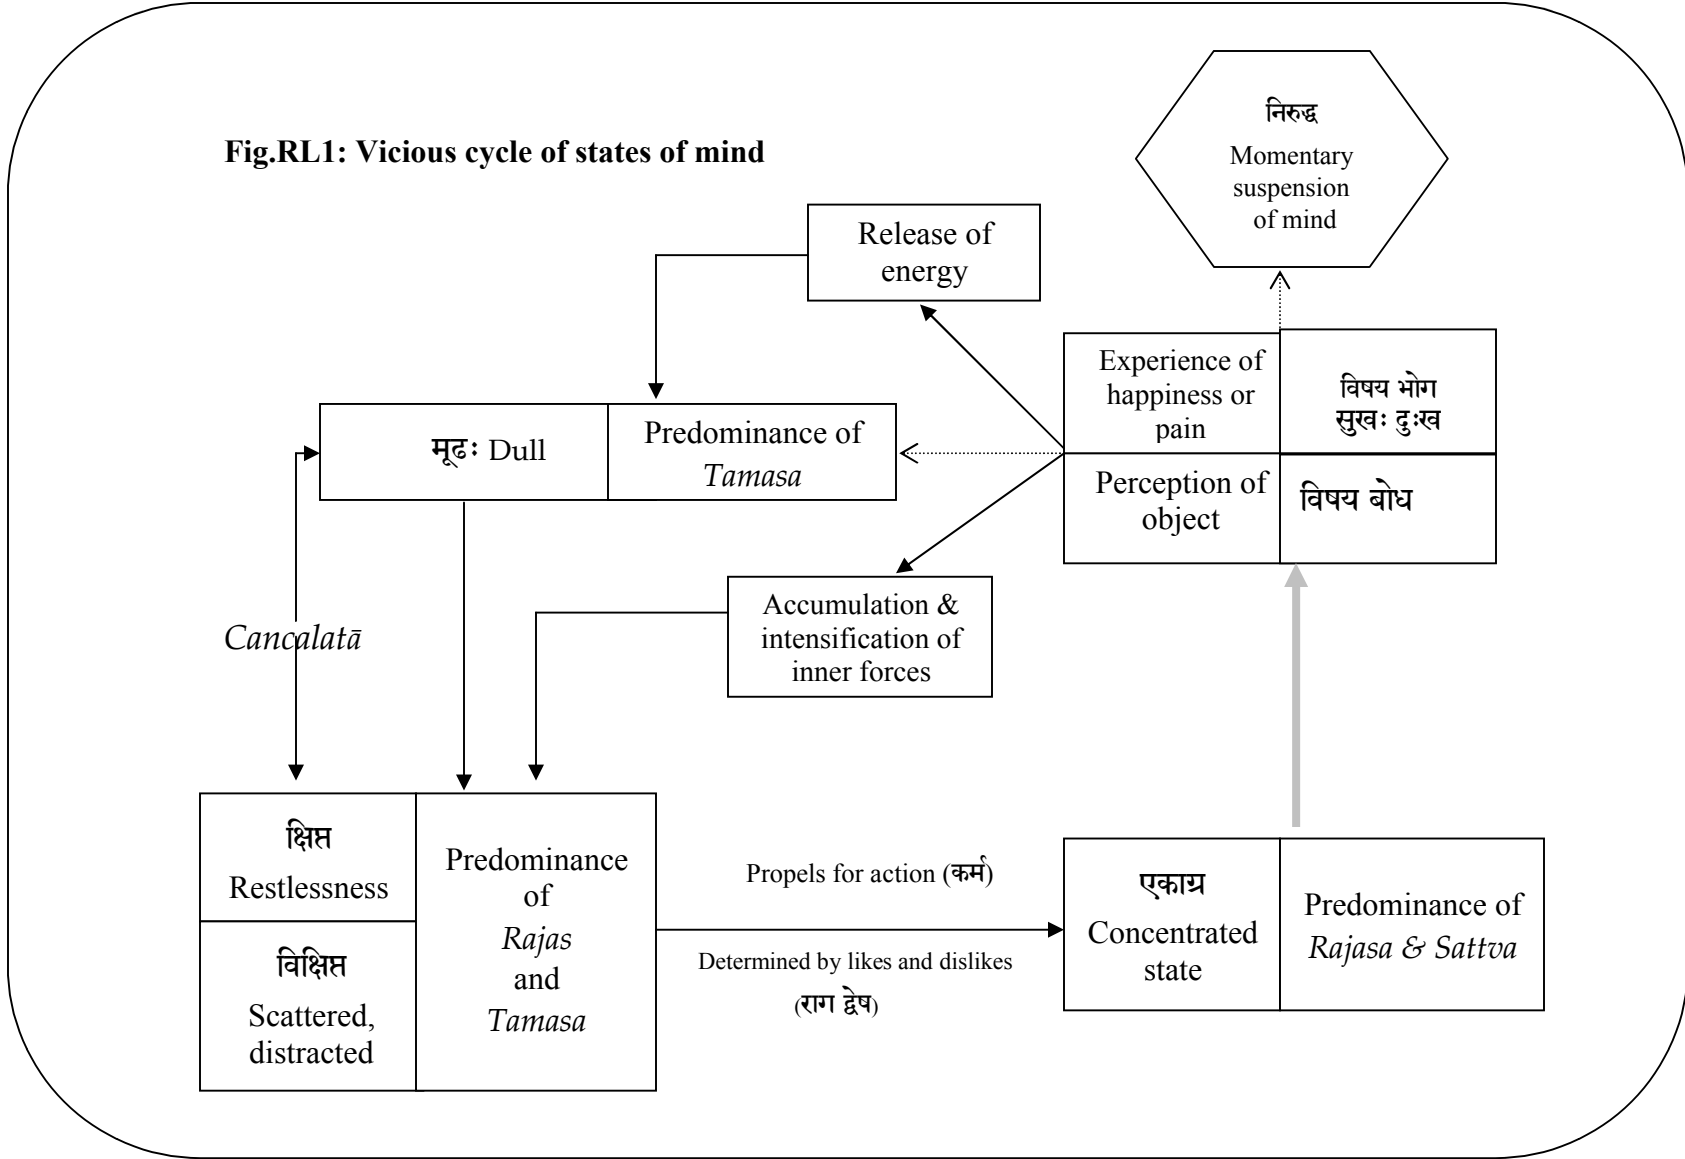 Fig.RL1: Vicious cycle of states of mind
निरुद्ध
Momentary
suspension
of mind
Release of
energy
Experience of
happiness or
pain
विषय भोग
सुखः दुःख
मूढः Dull
Predominance of
Tamasa
Perception of
object
विषय बोध
Cancalatā
Accumulation &
intensification of
inner forces
क्षिप्त
Restlessness
विक्षिप्त
Scattered,
distracted
Predominance
of
Rajas
and
Tamasa
Propels for action (कर्म)
Determined by likes and dislikes
(राग द्वेष)
एकाग्र
Concentrated
state
Predominance of
Rajasa & Sattva